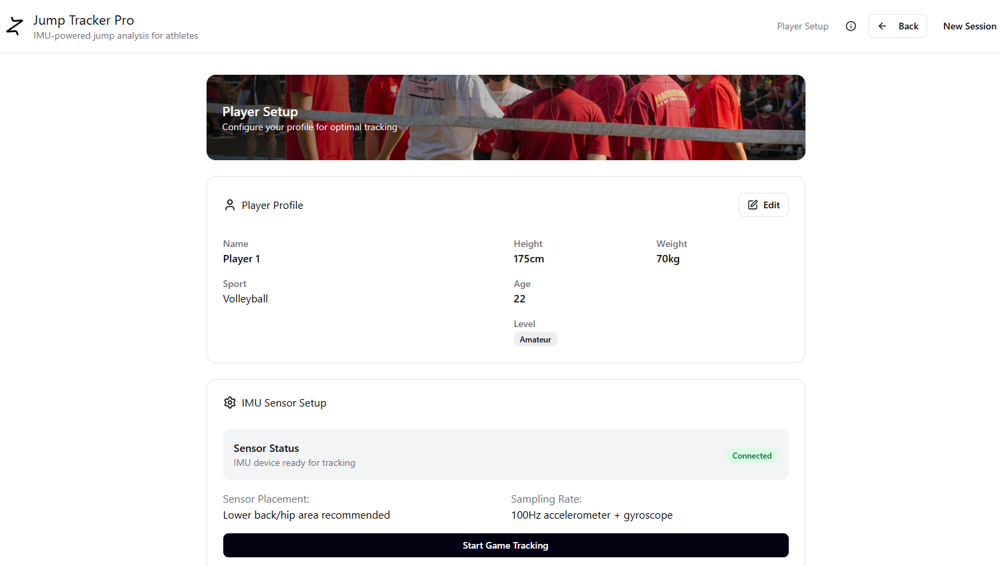 Jump Tracker Pro
IMU-powered jump analysis for athletes
Player Setup
Back
New Session
Player Setup
Configure your profile for optimal tracking
Player Profile
Edit
Name
Player 1
Height
175cm
Weight
70kg
Sport
Volleyball
Age
22
Level
Amateur
IMU Sensor Setup
Sensor Status
IMU device ready for tracking
Connected
Sensor Placement:
Lower back/hip area recommended
Sampling Rate:
100Hz accelerometer + gyroscope
Start Game Tracking